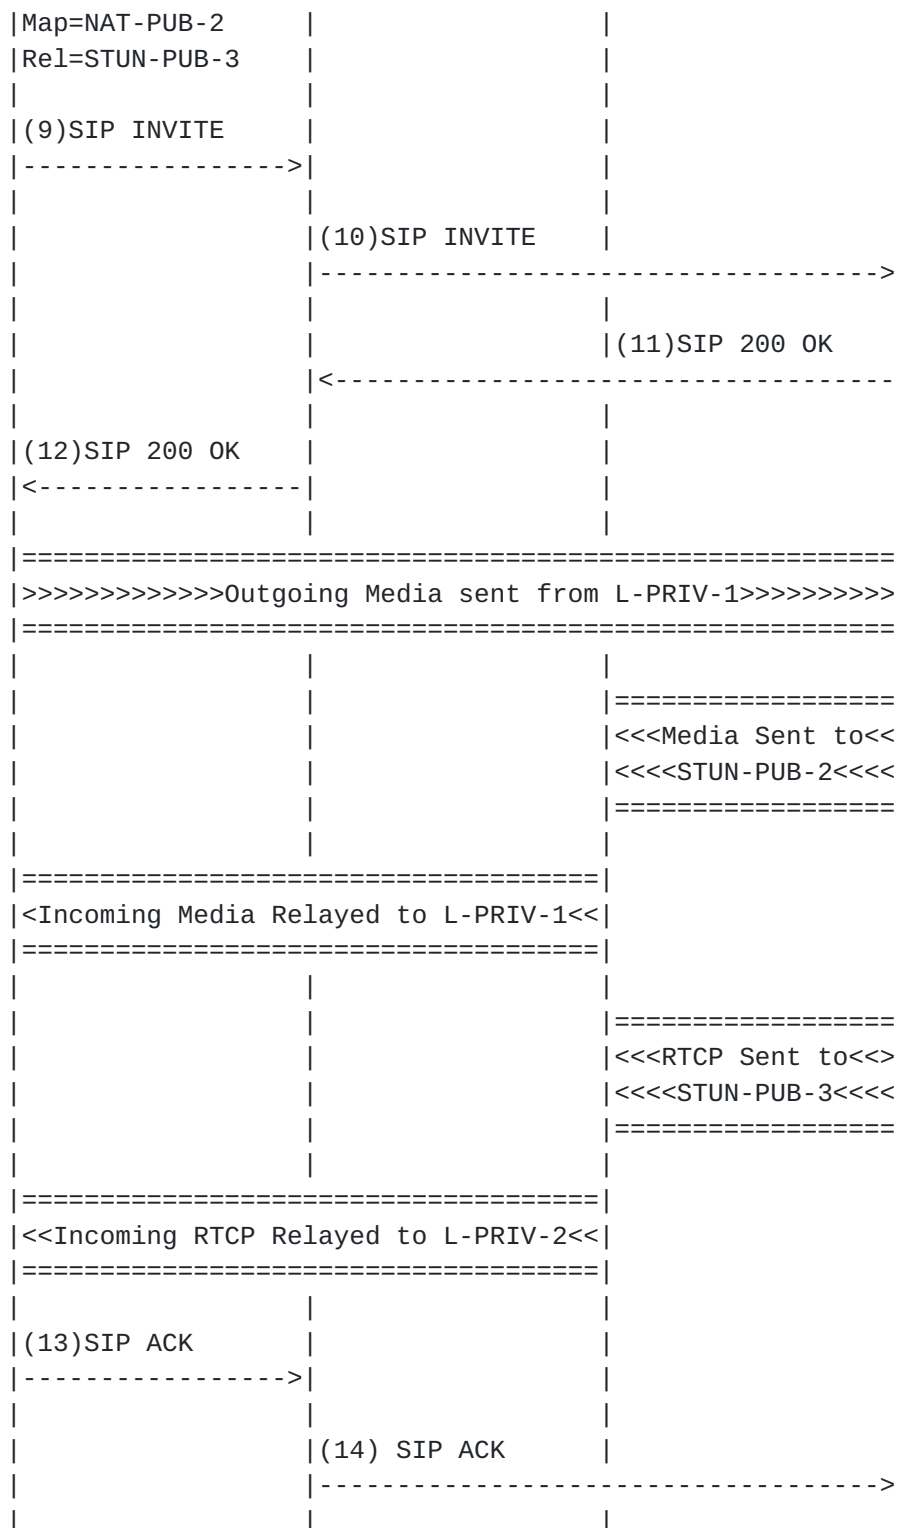 |Map=NAT-PUB-2     |                  |
|Rel=STUN-PUB-3    |                  |
|                  |                  |
|(9)SIP INVITE     |                  |
|----------------->|                  |
|                  |                  |
|                  |(10)SIP INVITE    |
|                  |------------------------------------>
|                  |                  |
|                  |                  |(11)SIP 200 OK
|                  |<------------------------------------
|                  |                  |
|(12)SIP 200 OK    |                  |
|<-----------------|                  |
|                  |                  |
|========================================================
|>>>>>>>>>>>>>Outgoing Media sent from L-PRIV-1>>>>>>>>>>
|========================================================
|                  |                  |
|                  |                  |==================
|                  |                  |<<<Media Sent to<<
|                  |                  |<<<<STUN-PUB-2<<<<
|                  |                  |==================
|                  |                  |
|=====================================|
|<Incoming Media Relayed to L-PRIV-1<<|
|=====================================|
|                  |                  |
|                  |                  |==================
|                  |                  |<<<RTCP Sent to<<>
|                  |                  |<<<<STUN-PUB-3<<<<
|                  |                  |==================
|                  |                  |
|=====================================|
|<<Incoming RTCP Relayed to L-PRIV-2<<|
|=====================================|
|                  |                  |
|(13)SIP ACK       |                  |
|----------------->|                  |
|                  |                  |
|                  |(14) SIP ACK      |
|                  |------------------------------------>
|                  |                  |